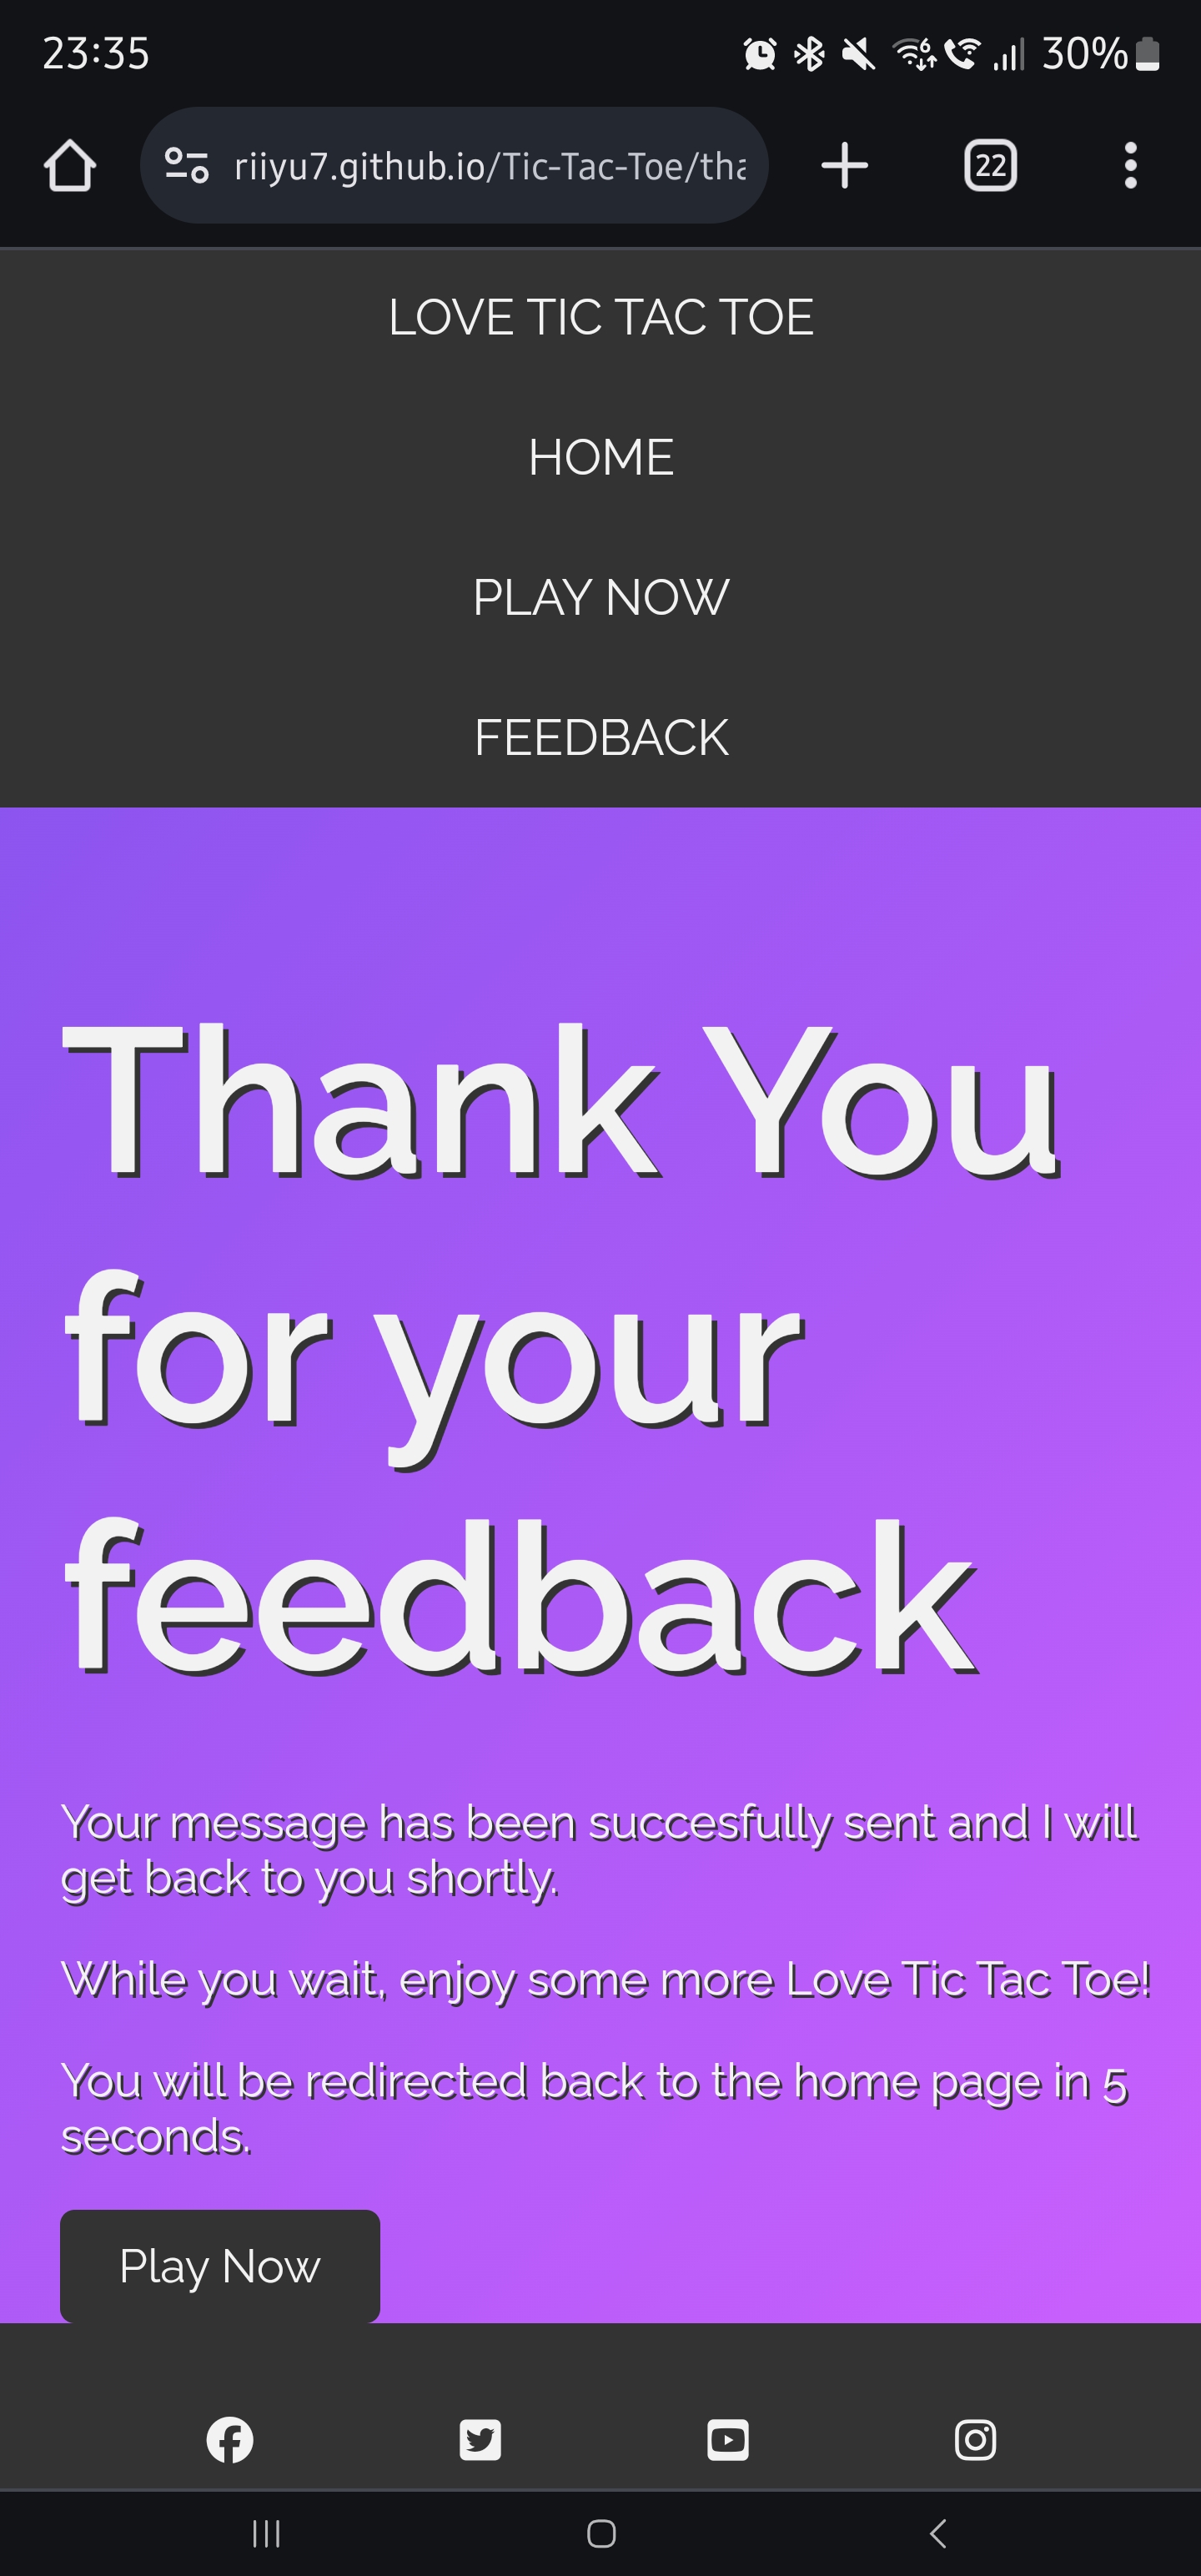 23:35
6
30%
riiyu7.github.io/Tic-Tac-Toe/tha
22
LOVE TIC TAC TOE
HOME
PLAY NOW
FEEDBACK
Thank You
for your
feedback
Your message has been succesfully sent and I will
get back to you shortly.
While you wait, enjoy some more Love Tic Tac Toe!
You will be redirected back to the home page in 5
seconds.
Play Now